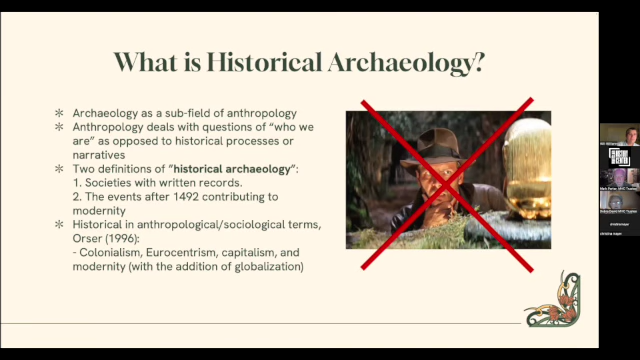 What is Historical Archaeology?
Archaeology as a sub-field of anthropology
Anthropology deals with questions of “who we
are” as opposed to historical processes or
narratives
Two definitions of ”historical archaeology”:
1. Societies with written records.
2. The events after 1492 contributing to
modernity
Historical in anthropological/sociological terms,
Orser (1996):
- Colonialism, Eurocentrism, capitalism, and
modernity (with the addition of globalization)